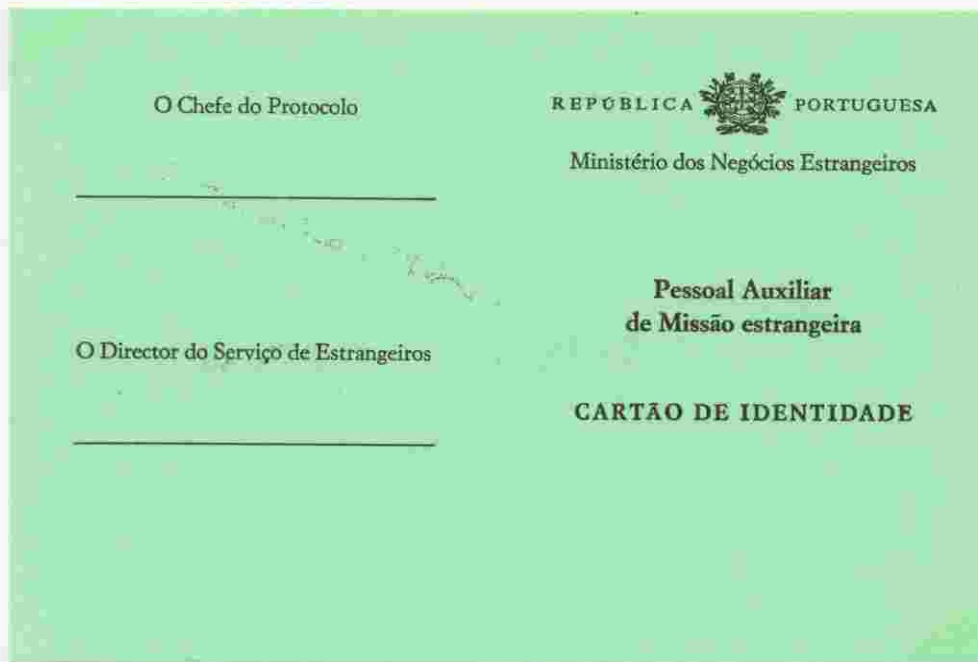 O Chefe do Protocolo
O Director do Serviço de Estrangeiros
REPÚBLICA PORTUGUESA
Ministério dos Negócios Estrangeiros
Pessoal Auxiliar
de Missão estrangeira
CARTÃO DE IDENTIDADE